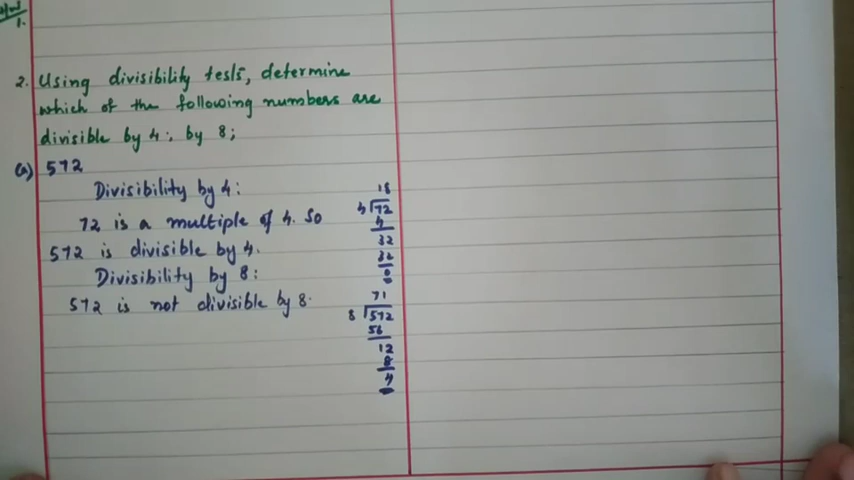 1.
2. Using divisibility tests, determine
which of the following numbers are
divisible by 4; by 8;
(a) 572
Divisibility by 4:
72 is a multiple of 4. So
572 is divisible by 4.
Divisibility by 8:
572 is not divisible by 8.
18
4 72
4
32
32
0
71
8 572
56
12
8
4